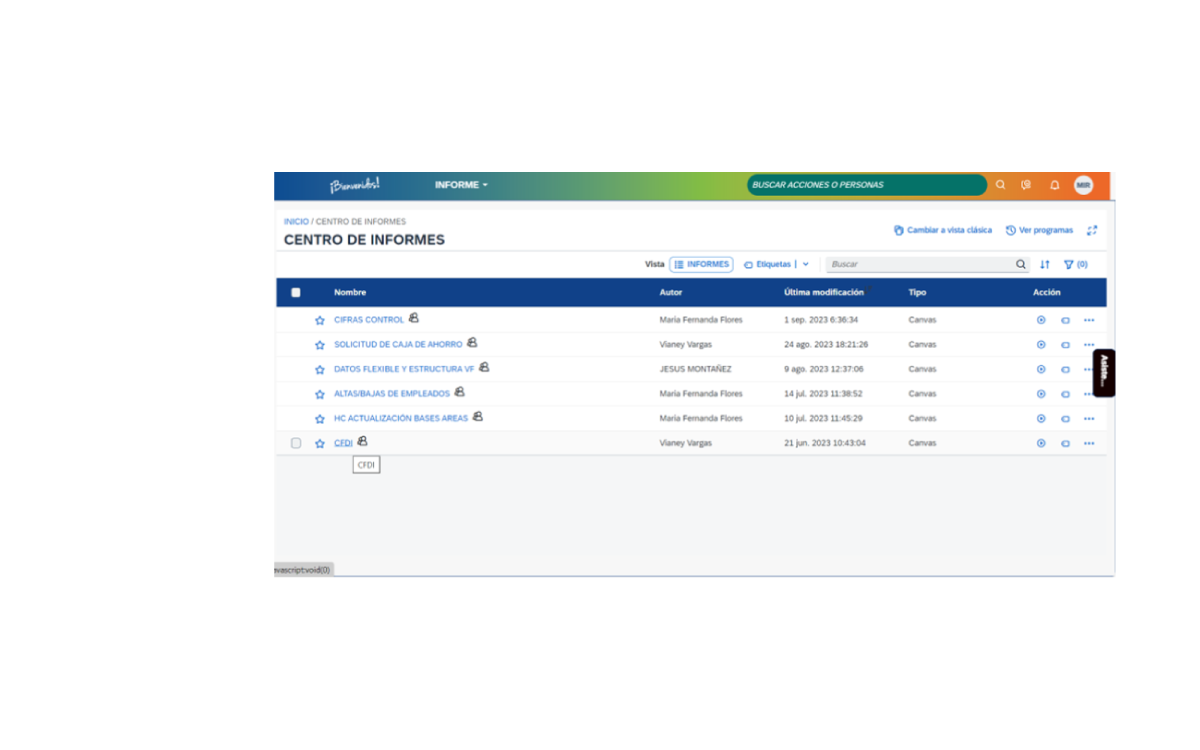 ¡Bienvenidos! INFORME BUSCAR ACCIONES O PERSONAS MR
INICIO / CENTRO DE INFORMES
CENTRO DE INFORMES
Cambiar a vista clásica Ver programas
Vista INFORMES Etiquetas Buscar (0)
Nombre Autor Última modificación Tipo Acción
CIFRAS CONTROL Maria Fernanda Flores 1 sep. 2023 6:36:34 Canvas
SOLICITUD DE CAJA DE AHORRO Vianey Vargas 24 ago. 2023 18:21:26 Canvas
DATOS FLEXIBLE Y ESTRUCTURA VF JESUS MONTAÑEZ 9 ago. 2023 12:37:06 Canvas
ALTAS/BAJAS DE EMPLEADOS Maria Fernanda Flores 14 jul. 2023 11:38:52 Canvas
HC ACTUALIZACIÓN BASES AREAS Maria Fernanda Flores 10 jul. 2023 11:45:29 Canvas
CFDI Vianey Vargas 21 jun. 2023 10:43:04 Canvas
CFDI
Asiste...
avascript:void(0)